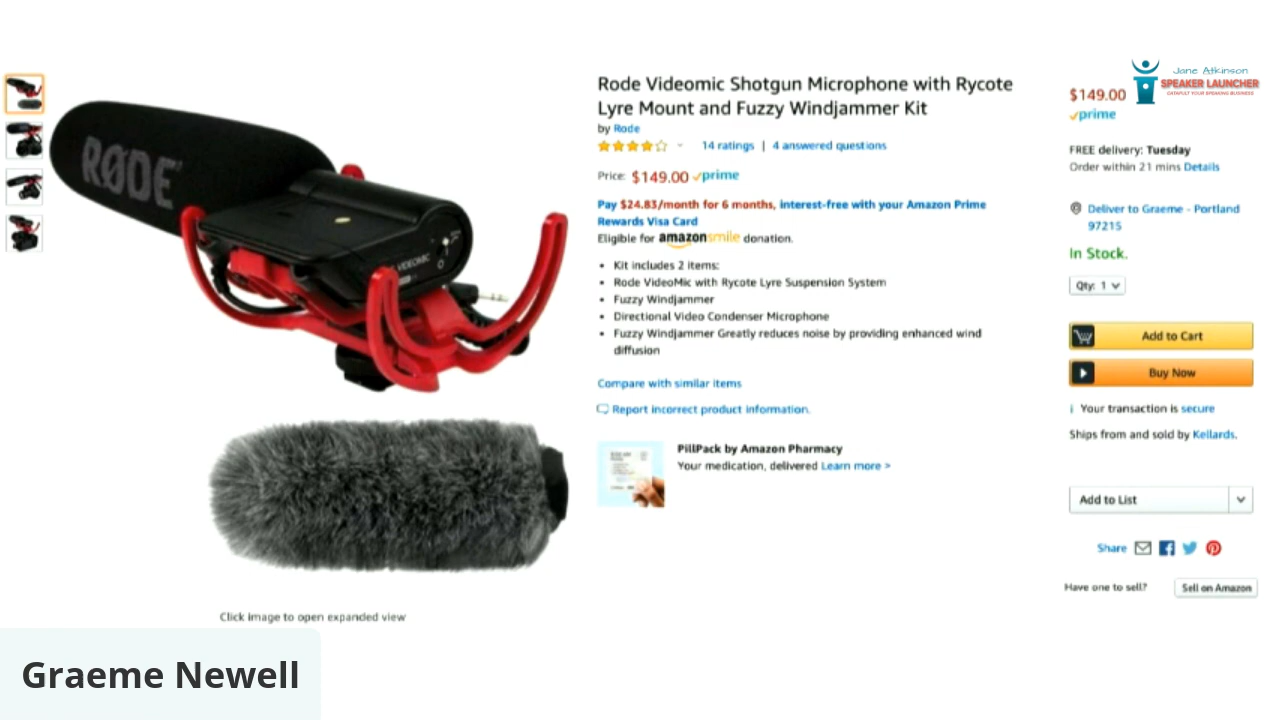 Jane Atkinson
SPEAKER LAUNCHER
CATAPULT YOUR SPEAKING BUSINESS
RØDE
VIDEOMIC
Click image to open expanded view
Rode Videomic Shotgun Microphone with Rycote
Lyre Mount and Fuzzy Windjammer Kit
by Rode
14 ratings | 4 answered questions
Price: $149.00 prime
Pay $24.83/month for 6 months, interest-free with your Amazon Prime
Rewards Visa Card
Eligible for amazonsmile donation.
• Kit includes 2 items:
• Rode VideoMic with Rycote Lyre Suspension System
• Fuzzy Windjammer
• Directional Video Condenser Microphone
• Fuzzy Windjammer Greatly reduces noise by providing enhanced wind
diffusion
Compare with similar items
Report incorrect product information.
PillPack by Amazon Pharmacy
Your medication, delivered Learn more >
$149.00
prime
FREE delivery: Tuesday
Order within 21 mins Details
Deliver to Graeme - Portland
97215
In Stock.
Qty: 1
Add to Cart
Buy Now
Your transaction is secure
Ships from and sold by Kellards.
Add to List
Share
Have one to sell?
Sell on Amazon
Graeme Newell